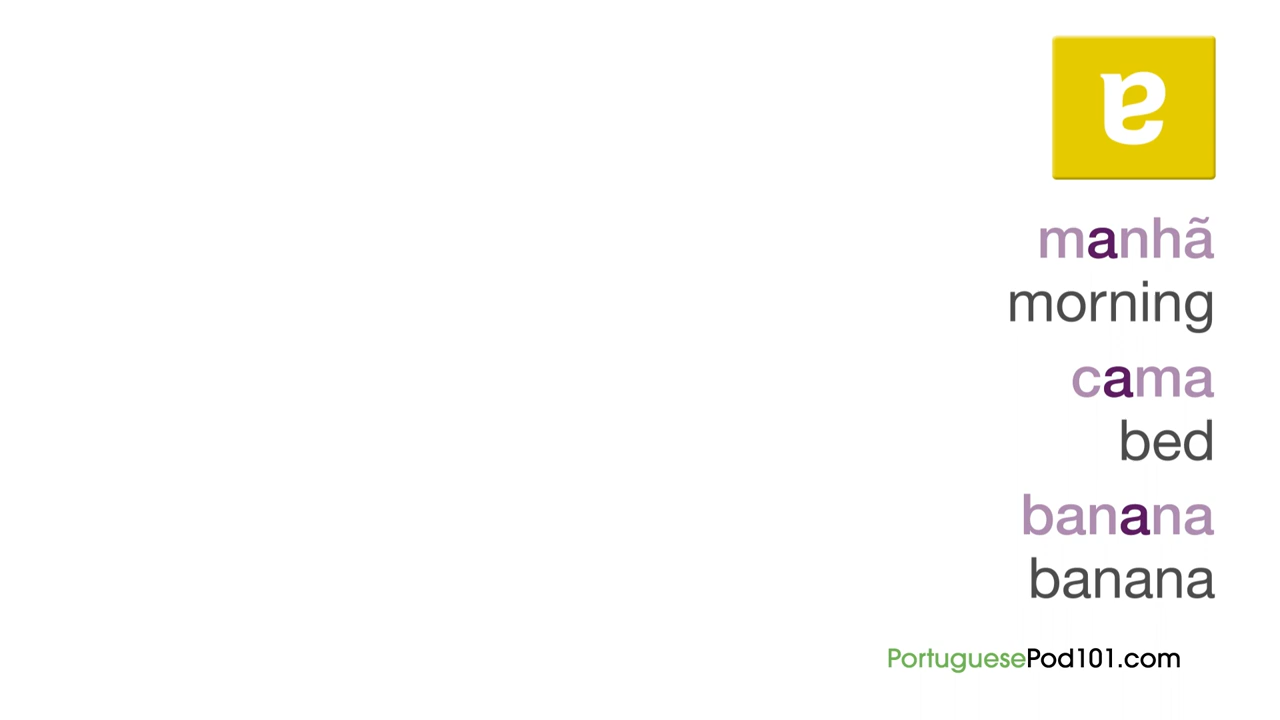 ɐ
manhã
morning
cama
bed
banana
banana
PortuguesePod101.com